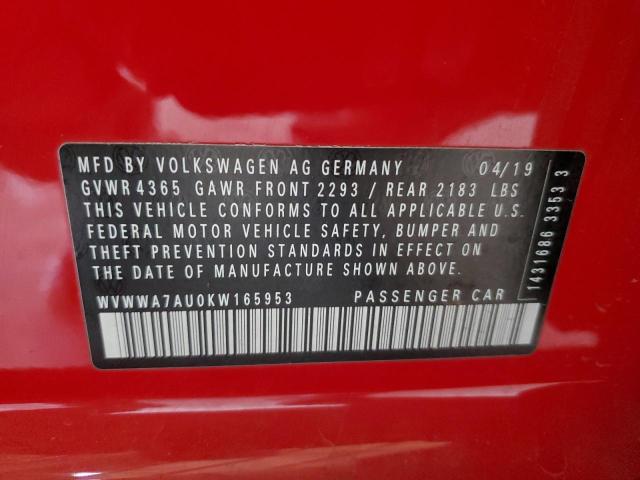 MFD BY VOLKSWAGEN AG GERMANY 04/19
GVWR 4365 GAWR FRONT 2293 / REAR 2183 LBS
THIS VEHICLE CONFORMS TO ALL APPLICABLE U.S.
FEDERAL MOTOR VEHICLE SAFETY, BUMPER AND
THEFT PREVENTION STANDARDS IN EFFECT ON
THE DATE OF MANUFACTURE SHOWN ABOVE.
WVWWA7AU0KW165953 PASSENGER CAR
1431686 3353 3